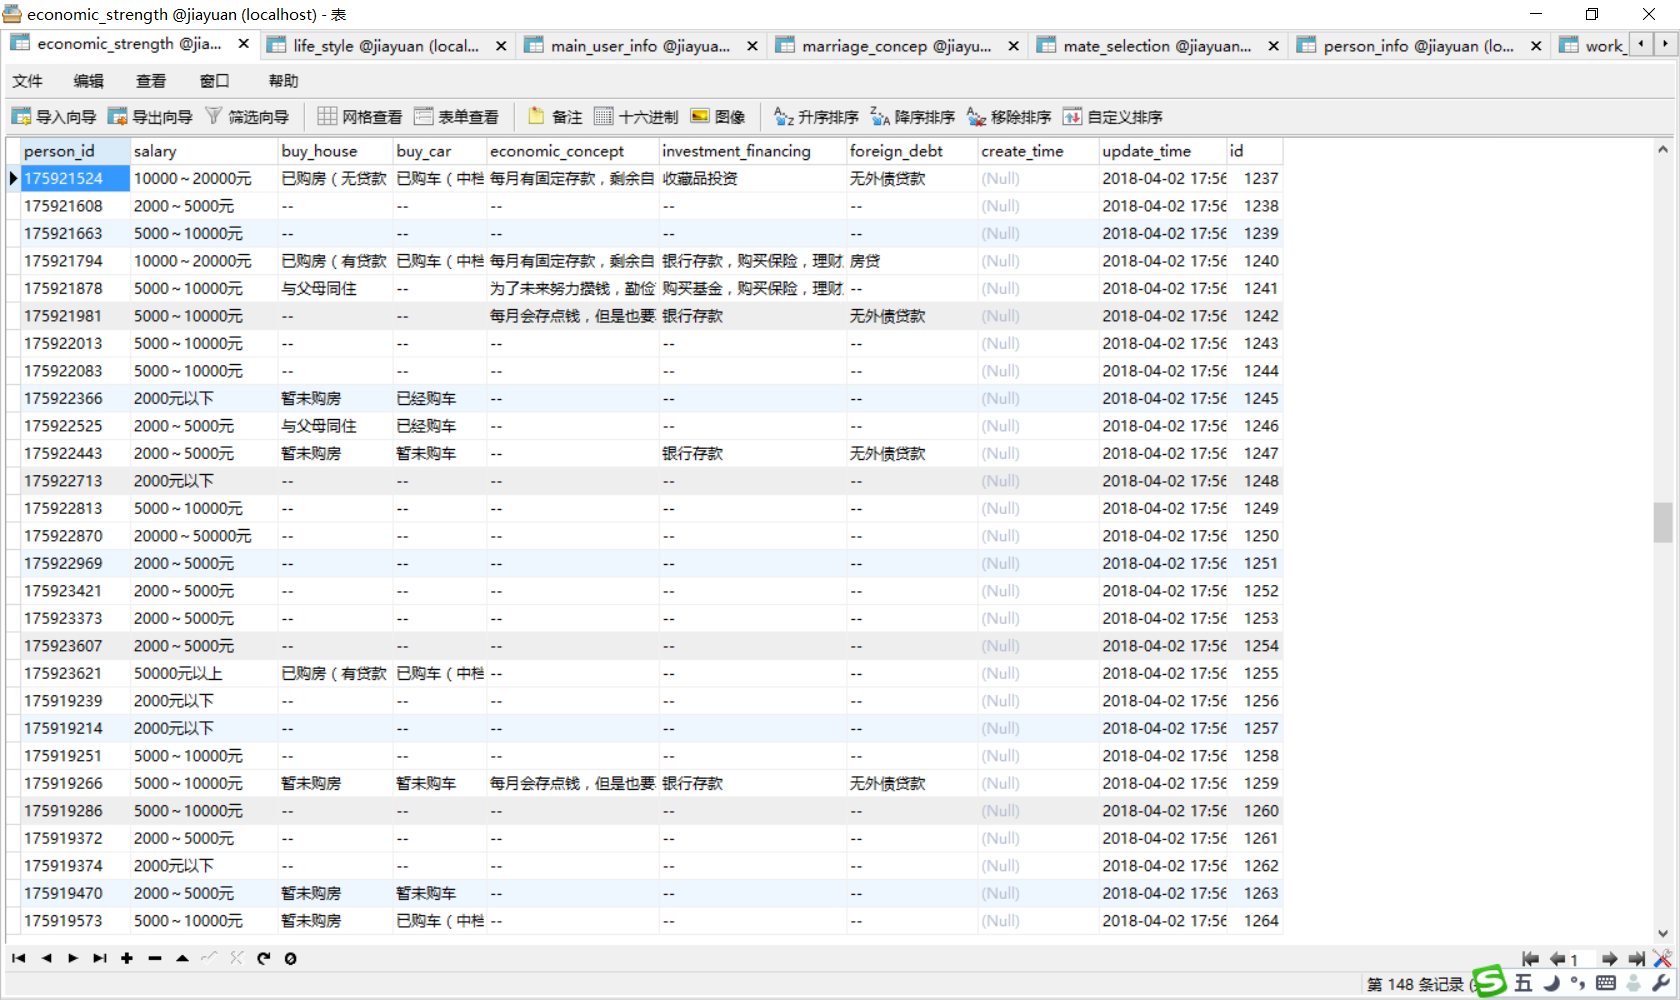 economic_strength @jiayuan (localhost) - 表
economic_strength @jia... life_style @jiayuan (local... main_user_info @jiayua... marriage_concep @jiayu... mate_selection @jiayuan... person_info @jiayuan (lo... work_
文件 编辑 查看 窗口 帮助
导入向导 导出向导 筛选向导 网格查看 表单查看 备注 十六进制 图像 升序排序 降序排序 移除排序 自定义排序
person_id salary buy_house buy_car economic_concept investment_financing foreign_debt create_time update_time id
175921524 10000～20000元 已购房（无贷款 已购车（中档 每月有固定存款，剩余自 收藏品投资 无外债贷款 (Null) 2018-04-02 17:56 1237
175921608 2000～5000元 -- -- -- -- -- (Null) 2018-04-02 17:56 1238
175921663 5000～10000元 -- -- -- -- -- (Null) 2018-04-02 17:56 1239
175921794 10000～20000元 已购房（有贷款 已购车（中档 每月有固定存款，剩余自 银行存款，购买保险，理财 房贷 (Null) 2018-04-02 17:56 1240
175921878 5000～10000元 与父母同住 -- 为了未来努力攒钱，勤俭 购买基金，购买保险，理财 -- (Null) 2018-04-02 17:56 1241
175921981 5000～10000元 -- -- 每月会存点钱，但是也要 银行存款 无外债贷款 (Null) 2018-04-02 17:56 1242
175922013 5000～10000元 -- -- -- -- -- (Null) 2018-04-02 17:56 1243
175922083 5000～10000元 -- -- -- -- -- (Null) 2018-04-02 17:56 1244
175922366 2000元以下 暂未购房 已经购车 -- -- -- (Null) 2018-04-02 17:56 1245
175922525 2000～5000元 与父母同住 已经购车 -- -- -- (Null) 2018-04-02 17:56 1246
175922443 2000～5000元 暂未购房 暂未购车 -- 银行存款 无外债贷款 (Null) 2018-04-02 17:56 1247
175922713 2000元以下 -- -- -- -- -- (Null) 2018-04-02 17:56 1248
175922813 5000～10000元 -- -- -- -- -- (Null) 2018-04-02 17:56 1249
175922870 20000～50000元 -- -- -- -- -- (Null) 2018-04-02 17:56 1250
175922969 2000～5000元 -- -- -- -- -- (Null) 2018-04-02 17:56 1251
175923421 2000～5000元 -- -- -- -- -- (Null) 2018-04-02 17:56 1252
175923373 2000～5000元 -- -- -- -- -- (Null) 2018-04-02 17:56 1253
175923607 2000～5000元 -- -- -- -- -- (Null) 2018-04-02 17:56 1254
175923621 50000元以上 已购房（有贷款 已购车（中档 -- -- -- (Null) 2018-04-02 17:56 1255
175919239 2000元以下 -- -- -- -- -- (Null) 2018-04-02 17:56 1256
175919214 2000元以下 -- -- -- -- -- (Null) 2018-04-02 17:56 1257
175919251 5000～10000元 -- -- -- -- -- (Null) 2018-04-02 17:56 1258
175919266 5000～10000元 暂未购房 暂未购车 每月会存点钱，但是也要 银行存款 无外债贷款 (Null) 2018-04-02 17:56 1259
175919286 5000～10000元 -- -- -- -- -- (Null) 2018-04-02 17:56 1260
175919372 2000～5000元 -- -- -- -- -- (Null) 2018-04-02 17:56 1261
175919374 2000元以下 -- -- -- -- -- (Null) 2018-04-02 17:56 1262
175919470 2000～5000元 暂未购房 暂未购车 -- -- -- (Null) 2018-04-02 17:56 1263
175919573 5000～10000元 暂未购房 已购车（中档 -- -- -- (Null) 2018-04-02 17:56 1264
1
第 148 条记录 (
五